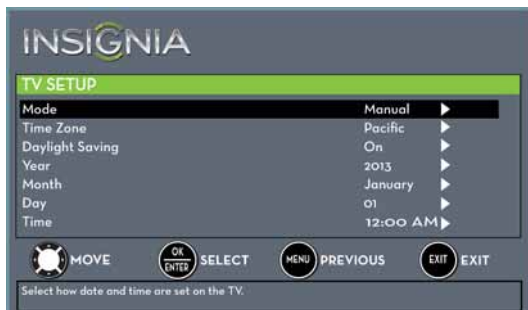 INSIGNIA
TV SETUP
Mode Manual
Time Zone Pacific
Daylight Saving On
Year 2013
Month January
Day 01
Time 12:00 AM
MOVE OK ENTER SELECT MENU PREVIOUS EXIT EXIT
Select how date and time are set on the TV.